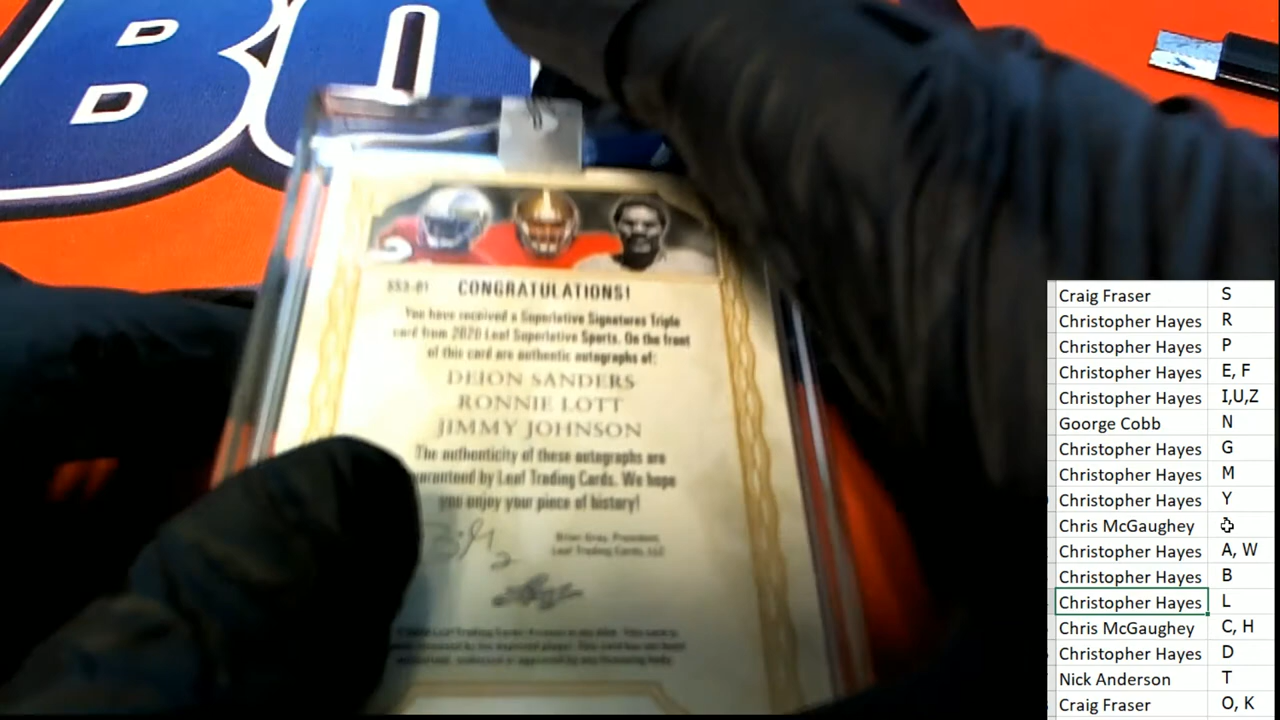 B
SS3-01 CONGRATULATIONS!
You have received a Superlative Signatures Triple
card from 2020 Leaf Superlative Sports. On the front
of this card are authentic autographs of:
DEION SANDERS
RONNIE LOTT
JIMMY JOHNSON
The authenticity of these autographs are
guaranteed by Leaf Trading Cards. We hope
you enjoy your piece of history!
Brian Gray, President
Leaf Trading Cards, LLC
Leaf
Craig Fraser S
Christopher Hayes R
Christopher Hayes P
Christopher Hayes E, F
Christopher Hayes I,U,Z
George Cobb N
Christopher Hayes G
Christopher Hayes M
Christopher Hayes Y
Chris McGaughey
Christopher Hayes A, W
Christopher Hayes B
Christopher Hayes L
Chris McGaughey C, H
Christopher Hayes D
Nick Anderson T
Craig Fraser O, K